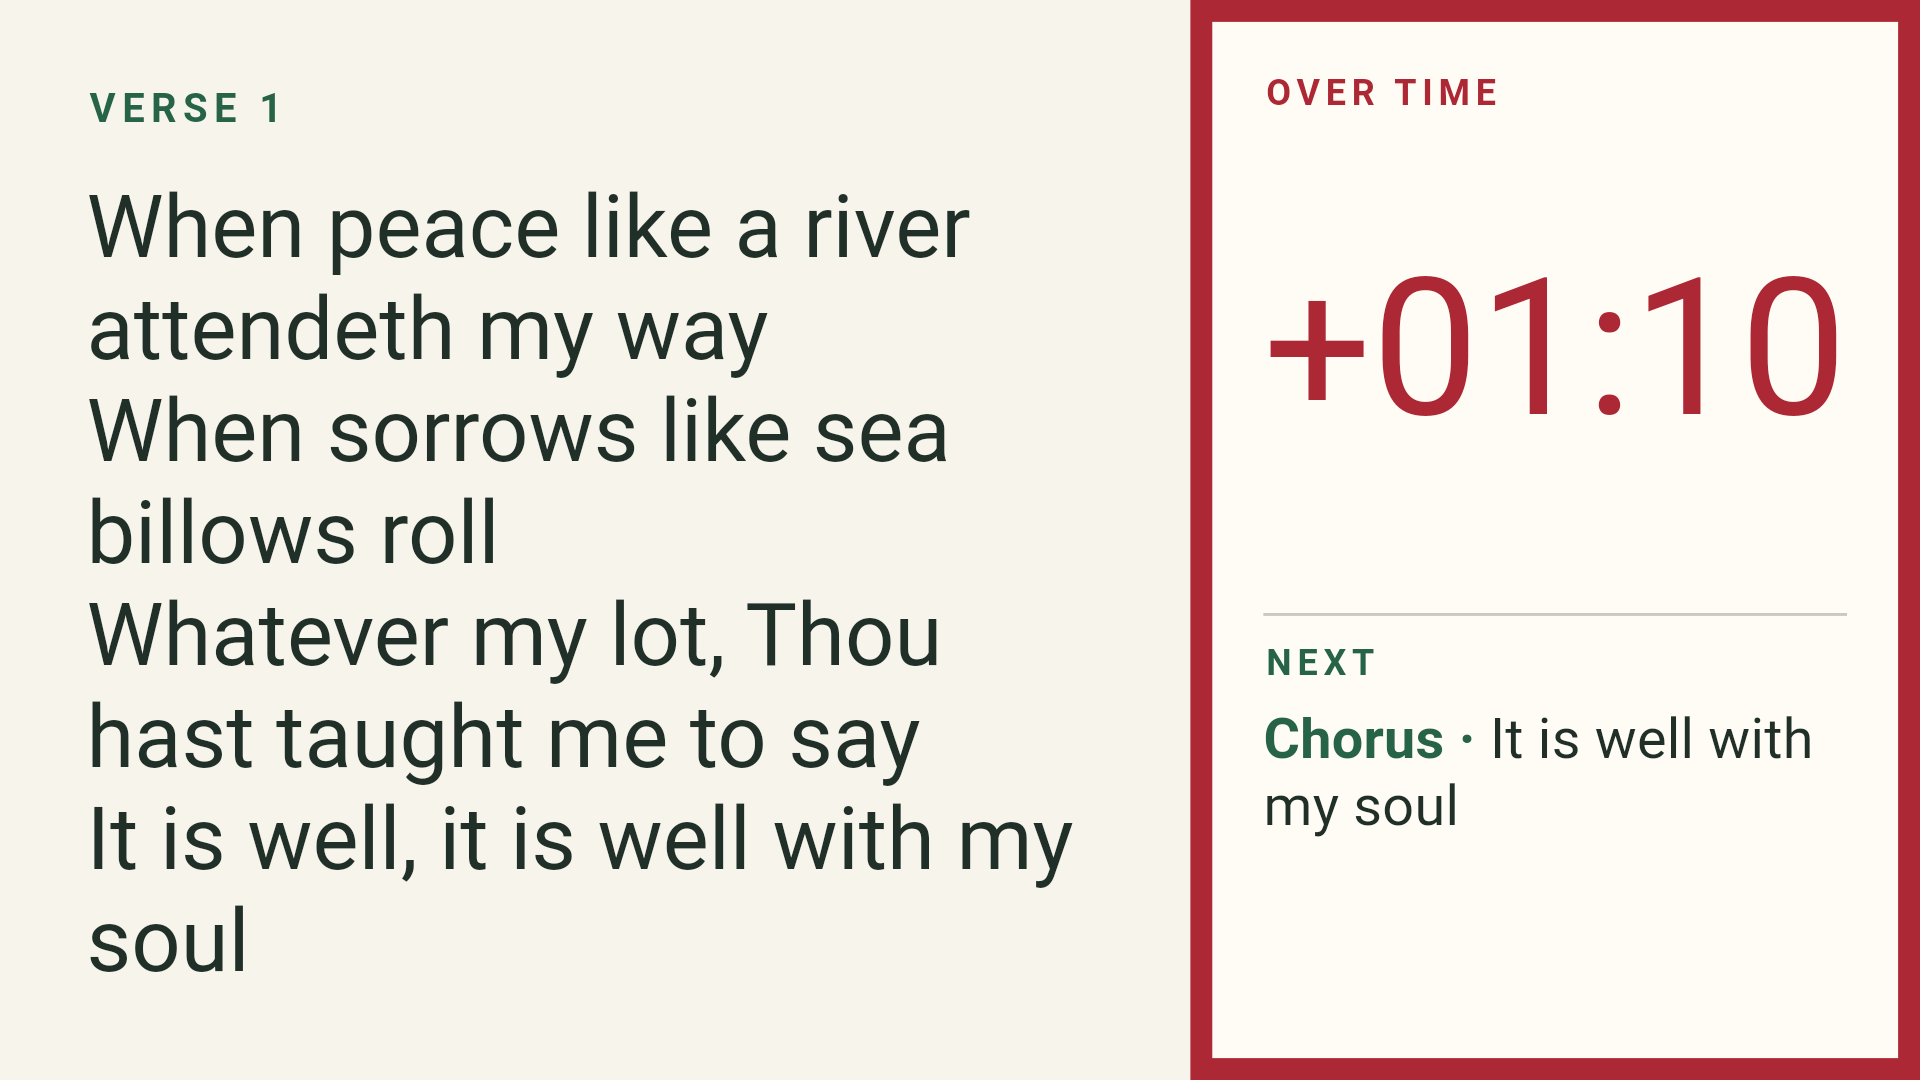 VERSE 1
When peace like a river
attendeth my way
When sorrows like sea
billows roll
Whatever my lot, Thou
hast taught me to say
It is well, it is well with my
soul
OVER TIME
+01:10
NEXT
Chorus · It is well with
my soul